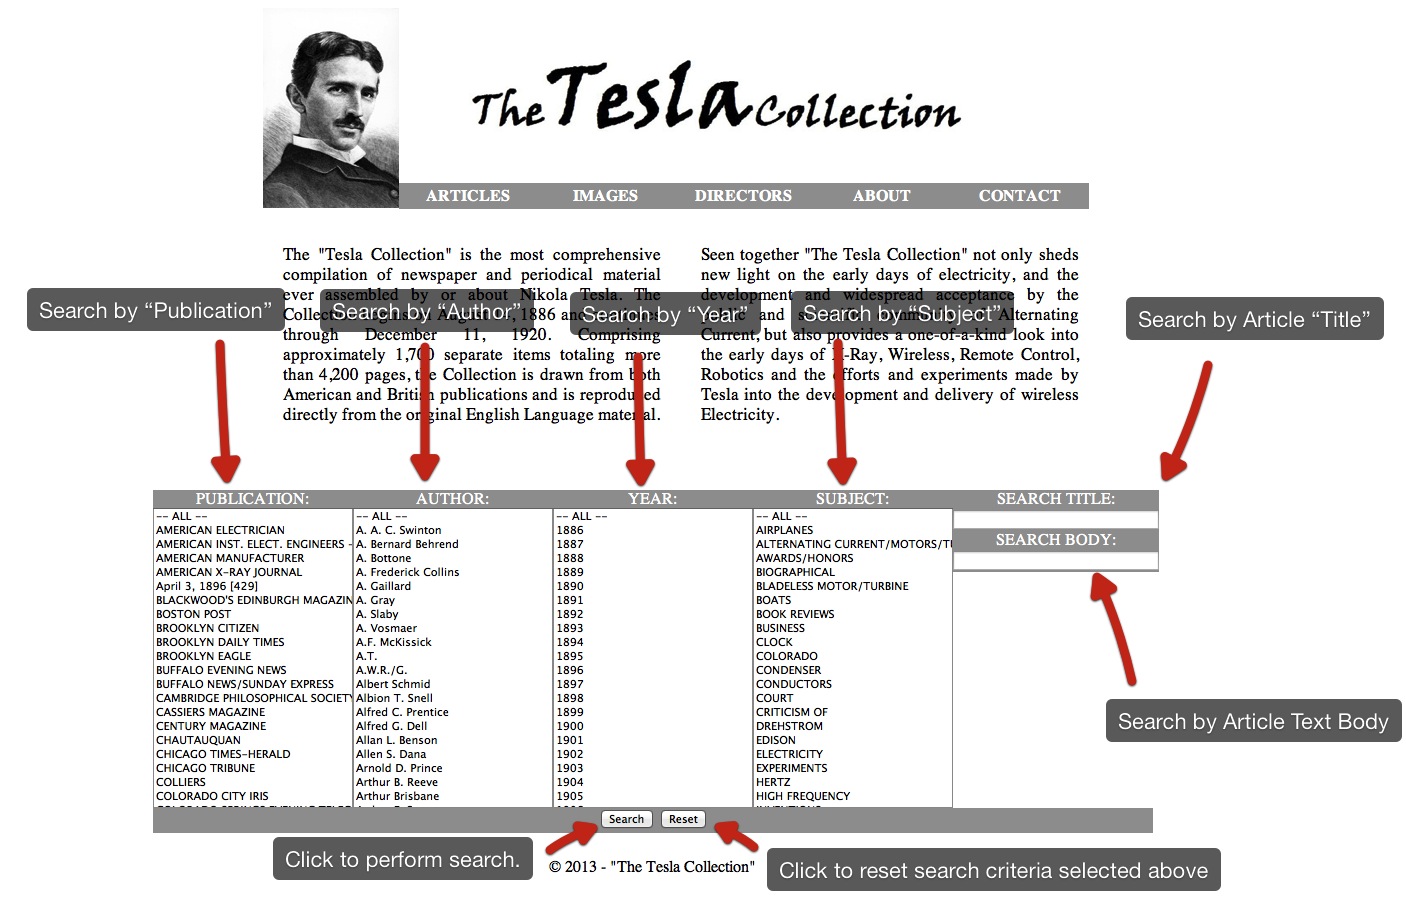 The Tesla Collection
ARTICLES IMAGES DIRECTORS ABOUT CONTACT
The "Tesla Collection" is the most comprehensive
compilation of newspaper and periodical material
ever assembled by or about Nikola Tesla. The
Collection August 1886 and
through December 11, 1920. Comprising
approximately 1,700 separate items totaling more
than 4,200 pages, the Collection is drawn from both
American and British publications and is reproduced
directly from the original English Language material.
Seen together "The Tesla Collection" not only sheds
new light on the early days of electricity, and the
development and widespread acceptance by the
and Alternating
Current, but also provides a one-of-a-kind look into
the early days of X-Ray, Wireless, Remote Control,
Robotics and the efforts and experiments made by
Tesla into the development and delivery of wireless
Electricity.
Search by “Publication”
Search by “Author”
Search by “Year”
Search by “Subject”
Search by Article “Title”
PUBLICATION:
-- ALL --
AMERICAN ELECTRICIAN
AMERICAN INST. ELECT. ENGINEERS -
AMERICAN MANUFACTURER
AMERICAN X-RAY JOURNAL
April 3, 1896 [429]
BLACKWOOD'S EDINBURGH MAGAZIN
BOSTON POST
BROOKLYN CITIZEN
BROOKLYN DAILY TIMES
BROOKLYN EAGLE
BUFFALO EVENING NEWS
BUFFALO NEWS/SUNDAY EXPRESS
CAMBRIDGE PHILOSOPHICAL SOCIETY
CASSIERS MAGAZINE
CENTURY MAGAZINE
CHAUTAUQUAN
CHICAGO TIMES-HERALD
CHICAGO TRIBUNE
COLLIERS
COLORADO CITY IRIS
AUTHOR:
-- ALL --
A. A. C. Swinton
A. Bernard Behrend
A. Bottone
A. Frederick Collins
A. Gaillard
A. Gray
A. Slaby
A. Vosmaer
A.F. McKissick
A.T.
A.W.R./G.
Albert Schmid
Albion T. Snell
Alfred C. Prentice
Alfred G. Dell
Allan L. Benson
Allen S. Dana
Arnold D. Prince
Arthur B. Reeve
Arthur Brisbane
YEAR:
-- ALL --
1886
1887
1888
1889
1890
1891
1892
1893
1894
1895
1896
1897
1898
1899
1900
1901
1902
1903
1904
1905
SUBJECT:
-- ALL --
AIRPLANES
ALTERNATING CURRENT/MOTORS/T
AWARDS/HONORS
BIOGRAPHICAL
BLADELESS MOTOR/TURBINE
BOATS
BOOK REVIEWS
BUSINESS
CLOCK
COLORADO
CONDENSER
CONDUCTORS
COURT
CRITICISM OF
DREHSTROM
EDISON
ELECTRICITY
EXPERIMENTS
HERTZ
HIGH FREQUENCY
SEARCH TITLE:
SEARCH BODY:
Search by Article Text Body
Search Reset
Click to perform search.
© 2013 - "The Tesla Collection"
Click to reset search criteria selected above